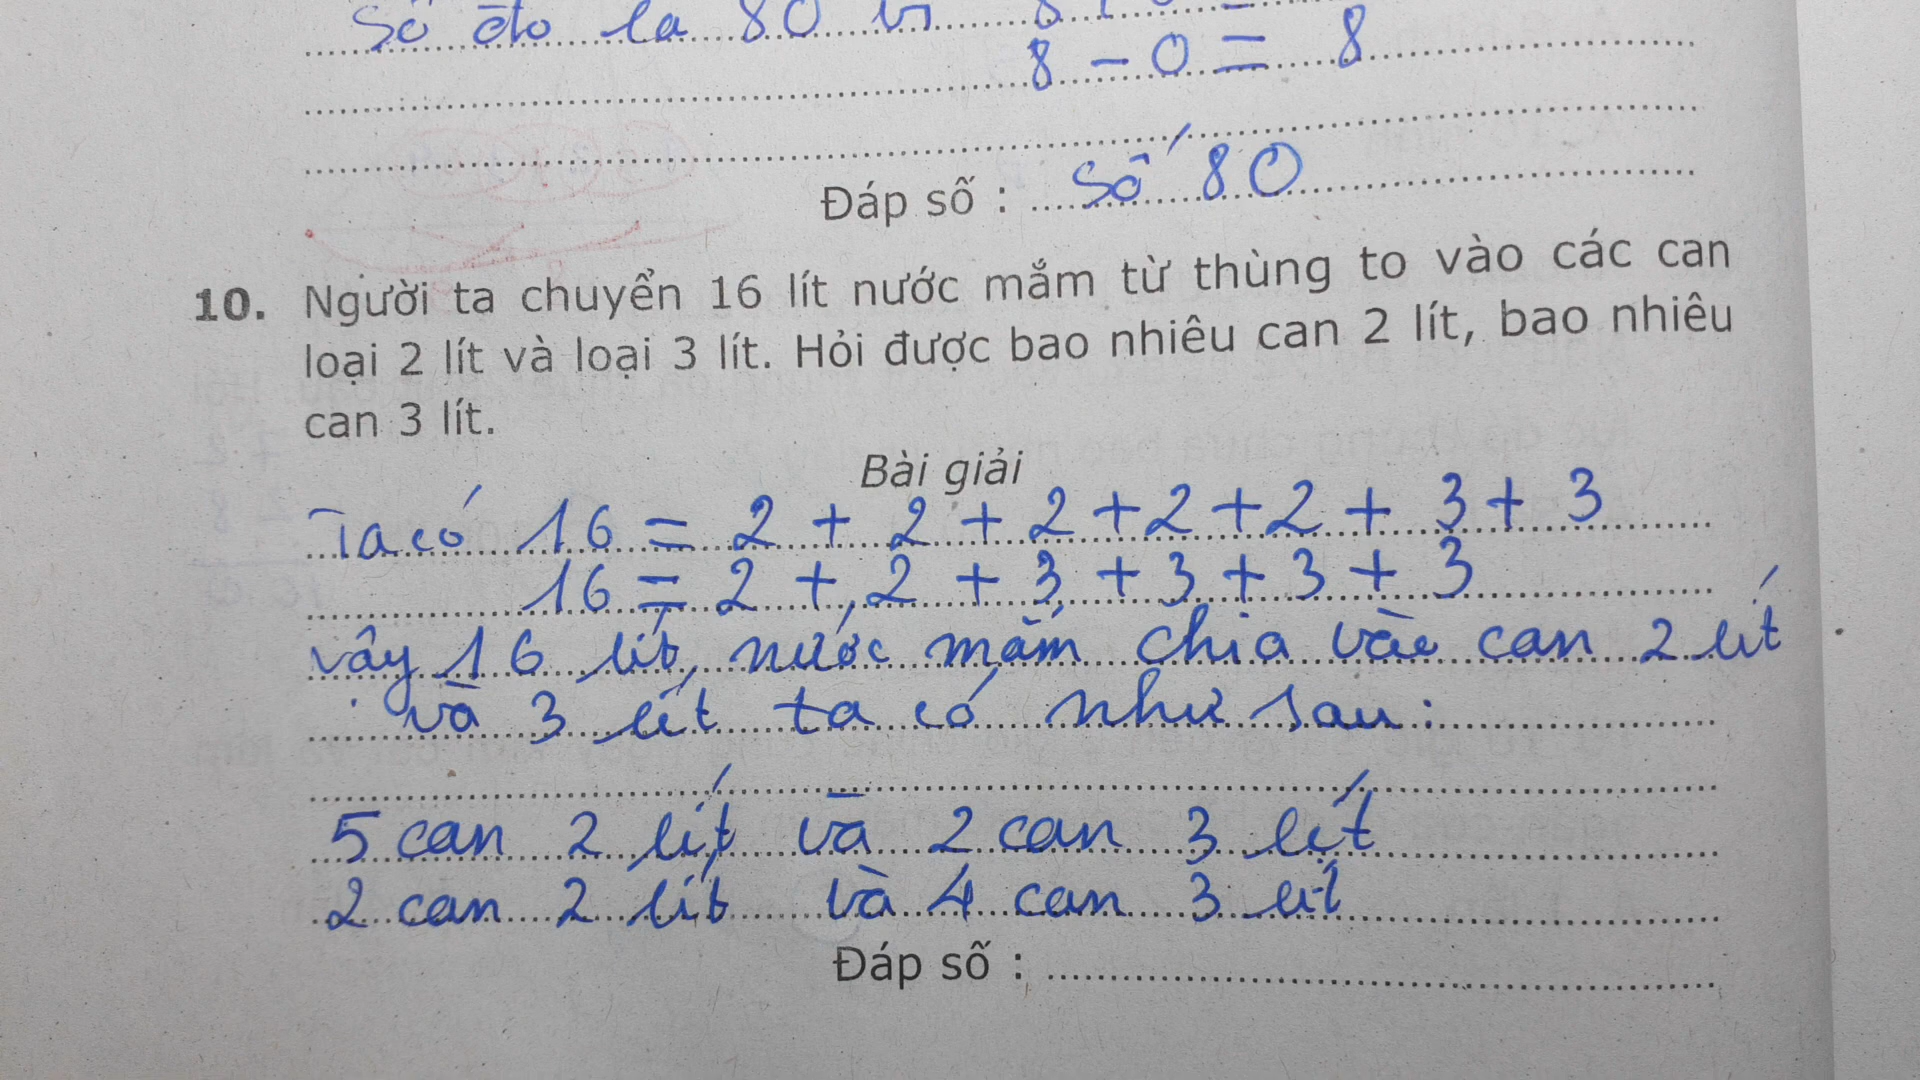 Số đó là 80 vì 8
8 - 0 = 8
Đáp số : số 80
10. Người ta chuyển 16 lít nước mắm từ thùng to vào các can
loại 2 lít và loại 3 lít. Hỏi được bao nhiêu can 2 lít, bao nhiêu
can 3 lít.
Bài giải
Ta có 16 = 2 + 2 + 2 + 2 + 2 + 3 + 3
16 = 2 + 2 + 3 + 3 + 3 + 3
vây 16 lít nước mắm chia vào can 2 lít
và 3 lít ta có như sau:
5 can 2 lít và 2 can 3 lít
2 can 2 lít và 4 can 3 lít
Đáp số :